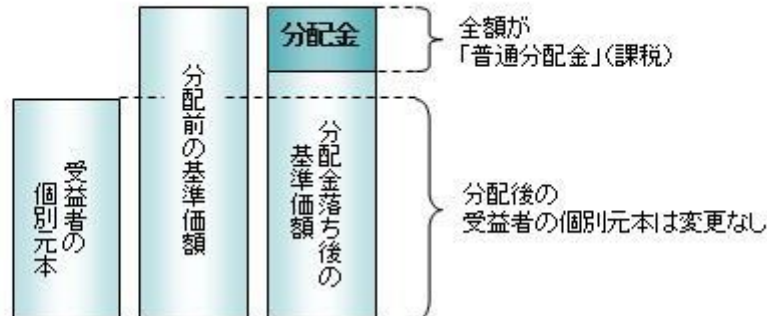 受益者の
個別元本
分配前の基準価額
分配金
分配金落ち後の
基準価額
全額が
「普通分配金」(課税)
分配後の
受益者の個別元本は変更なし